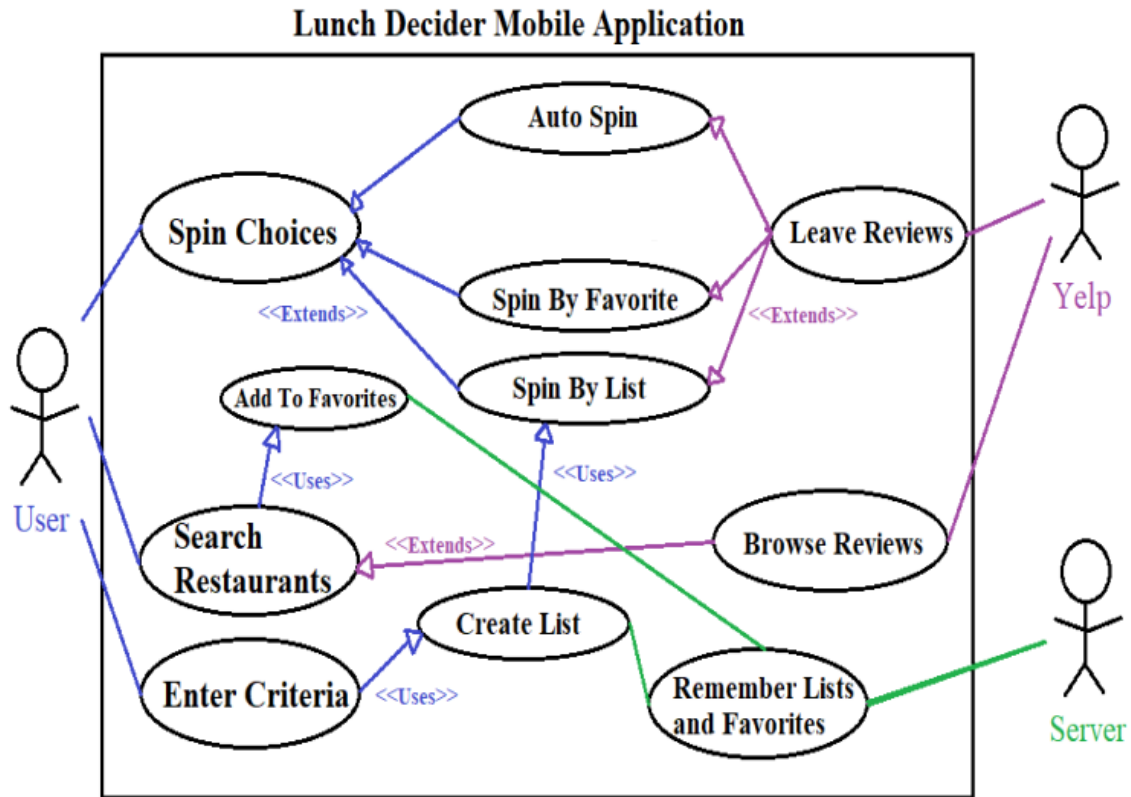 Lunch Decider Mobile Application
Auto Spin
Spin Choices
Leave Reviews
Spin By Favorite
Yelp
<<Extends>>
<<Extends>>
Spin By List
Add To Favorites
<<Uses>>
<<Uses>>
User
Search
Restaurants
<<Extends>>
Browse Reviews
Create List
Enter Criteria
<<Uses>>
Remember Lists
and Favorites
Server